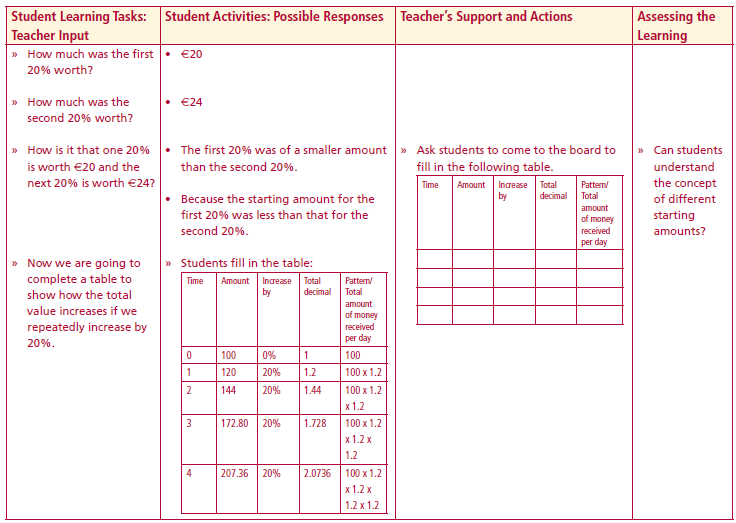 Student Learning Tasks:
Teacher Input
Student Activities: Possible Responses
Teacher's Support and Actions
Assessing the
Learning
» How much was the first
20% worth?
• €20
» How much was the
second 20% worth?
• €24
» How is it that one 20%
is worth €20 and the
next 20% is worth €24?
• The first 20% was of a smaller amount
than the second 20%.
• Because the starting amount for the
first 20% was less than that for the
second 20%.
» Ask students to come to the board to
fill in the following table.
Time Amount Increase by Total decimal Pattern/
Total
amount
of money
received
per day
» Can students
understand
the concept
of different
starting
amounts?
» Now we are going to
complete a table to
show how the total
value increases if we
repeatedly increase by
20%.
» Students fill in the table:
Time Amount Increase by Total decimal Pattern/
Total
amount
of money
received
per day
0 100 0% 1 100
1 120 20% 1.2 100 x 1.2
2 144 20% 1.44 100 x 1.2
x 1.2
3 172.80 20% 1.728 100 x 1.2
x 1.2 x
1.2
4 207.36 20% 2.0736 100 x 1.2
x 1.2 x
1.2 x 1.2